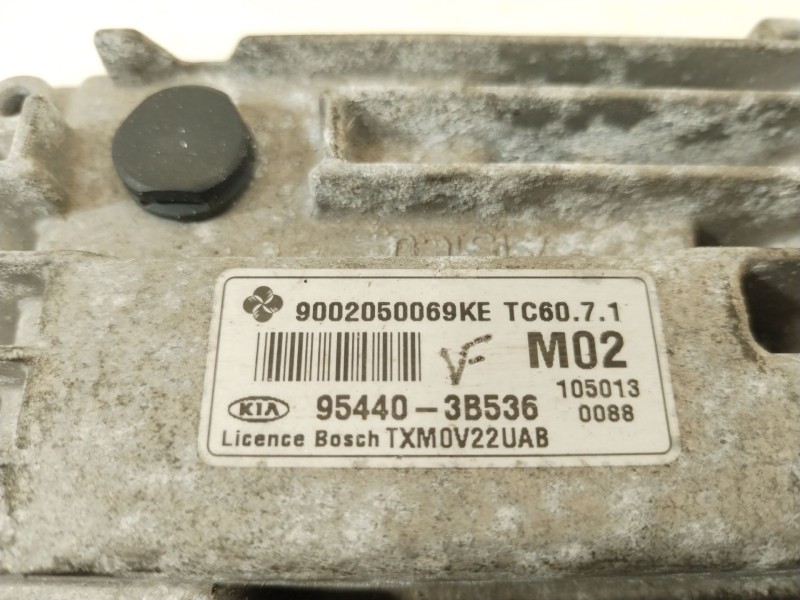 9002050069KE TC60.7.1
M02
KIA 95440-3B536
105013
0088
Licence Bosch TXM0V22UAB